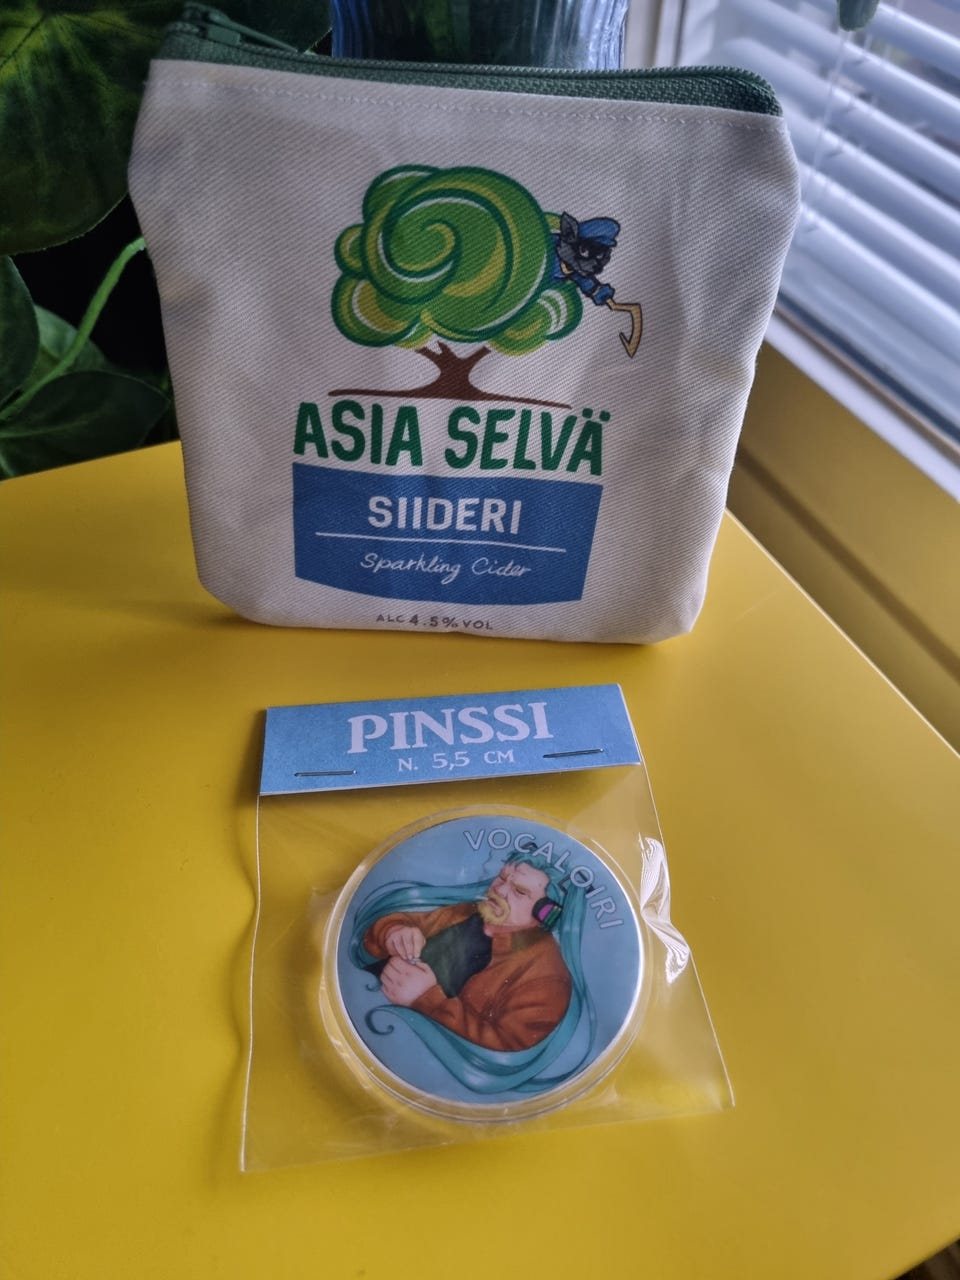 ASIA SELVÄ
SIIDERI
Sparkling Cider
ALC 4.5% VOL
PINSSI
N. 5,5 CM
VOCALOIRI